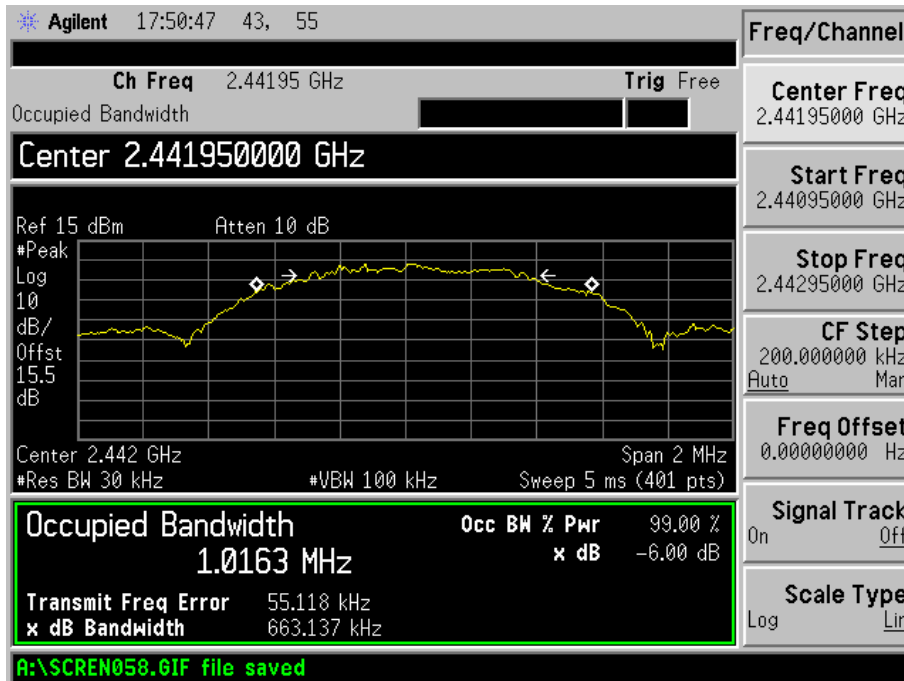 Agilent 17:50:47 43, 55
Ch Freq 2.44195 GHz Trig Free
Occupied Bandwidth
Center 2.441950000 GHz
Ref 15 dBm Atten 10 dB
#Peak
Log
10
dB/
Offst
15.5
dB
Center 2.442 GHz Span 2 MHz
#Res BW 30 kHz #VBW 100 kHz Sweep 5 ms (401 pts)
Occupied Bandwidth Occ BW % Pwr 99.00 %
1.0163 MHz x dB -6.00 dB
Transmit Freq Error 55.118 kHz
x dB Bandwidth 663.137 kHz
A:\SCREN058.GIF file saved
Freq/Channel
Center Freq
2.44195000 GHz
Start Freq
2.44095000 GHz
Stop Freq
2.44295000 GHz
CF Step
200.000000 kHz
Auto Man
Freq Offset
0.00000000 Hz
Signal Track
On Off
Scale Type
Log Lin